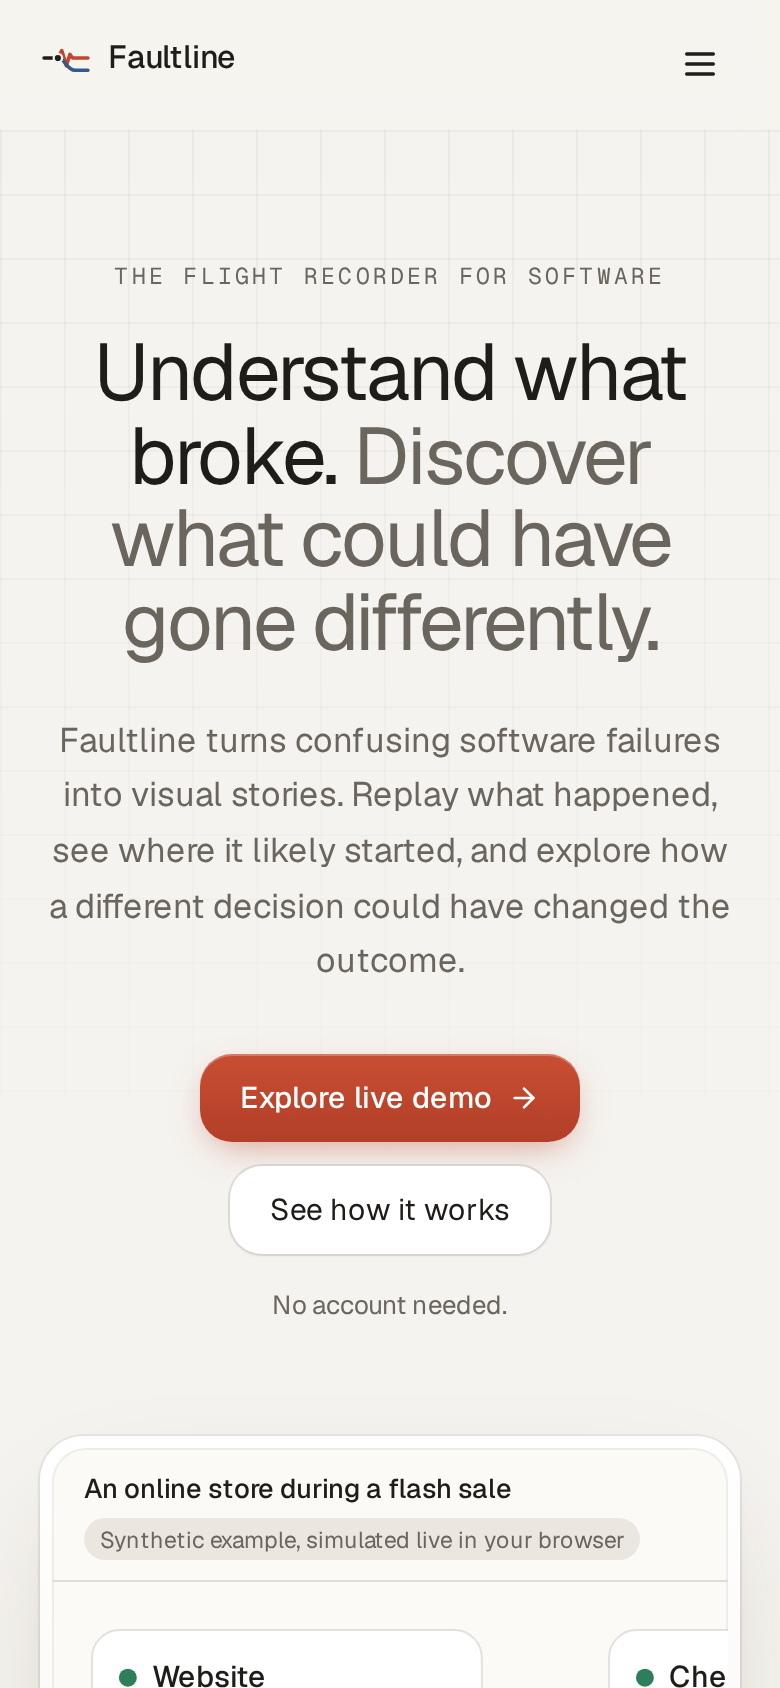 Faultline
THE FLIGHT RECORDER FOR SOFTWARE
Understand what
broke. Discover
what could have
gone differently.
Faultline turns confusing software failures
into visual stories. Replay what happened,
see where it likely started, and explore how
a different decision could have changed the
outcome.
Explore live demo
See how it works
No account needed.
An online store during a flash sale
Synthetic example, simulated live in your browser
Website
Che